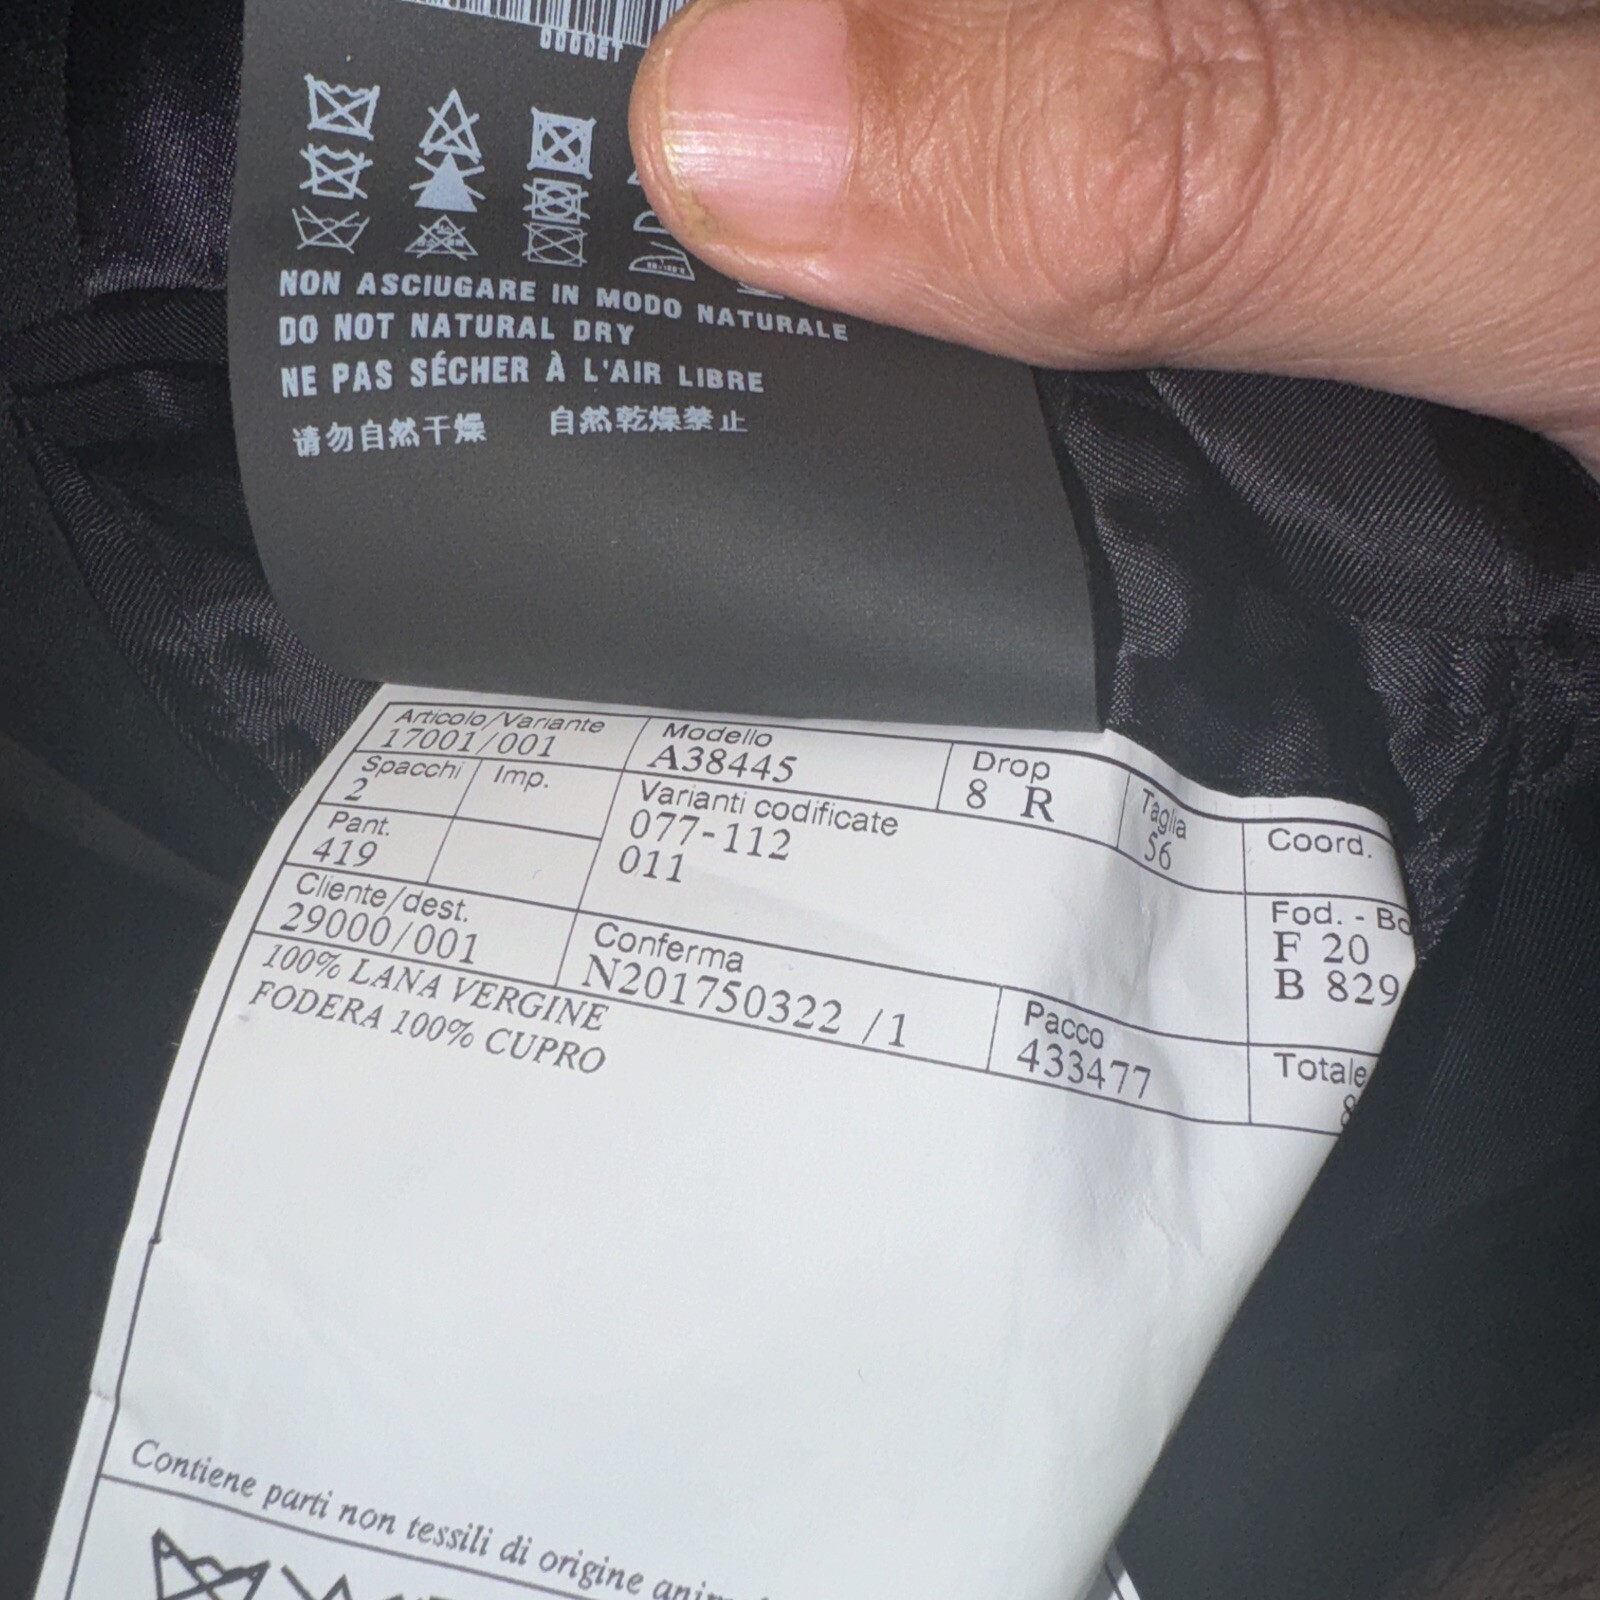 0000ET
NON ASCIUGARE IN MODO NATURALE
DO NOT NATURAL DRY
NE PAS SÉCHER À L'AIR LIBRE
请勿自然干燥 自然乾燥禁止
Articolo/Variante Modello Drop Taglia Coord.
17001/001 A38445 8 R 56
Spacchi Imp. Varianti codificate
2 077-112
011
Pant.
419
Fod. - Bo
F 20
B 829
Cliente/dest. Conferma Pacco Totale
29000/001 N201750322 /1 433477 8
100% LANA VERGINE
FODERA 100% CUPRO
Contiene parti non tessili di origine anim